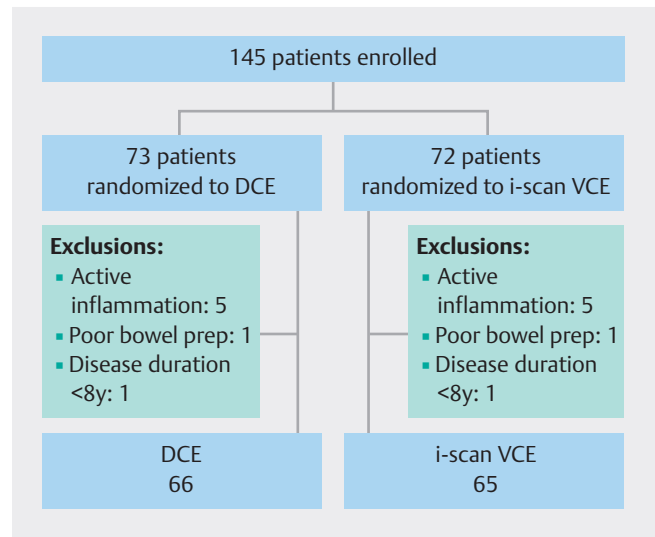 145 patients enrolled
73 patients
randomized to DCE
72 patients
randomized to i-scan VCE
Exclusions:
▪ Active
inflammation: 5
▪ Poor bowel prep: 1
▪ Disease duration
<8y: 1
Exclusions:
▪ Active
inflammation: 5
▪ Poor bowel prep: 1
▪ Disease duration
<8y: 1
DCE
66
i-scan VCE
65